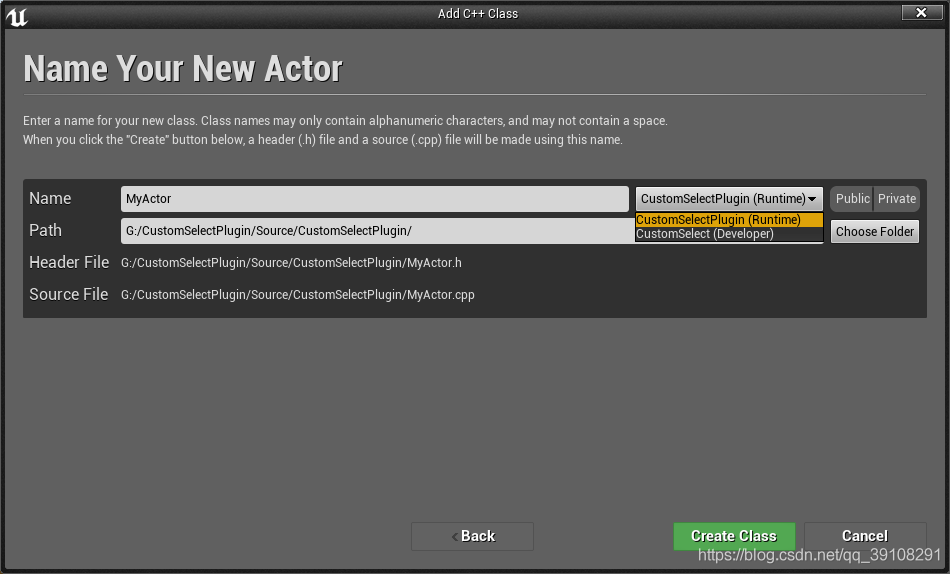 Add C++ Class
Name Your New Actor
Enter a name for your new class. Class names may only contain alphanumeric characters, and may not contain a space.
When you click the "Create" button below, a header (.h) file and a source (.cpp) file will be made using this name.
Name MyActor CustomSelectPlugin (Runtime) Public Private
CustomSelectPlugin (Runtime)
CustomSelect (Developer)
Path G:/CustomSelectPlugin/Source/CustomSelectPlugin/ Choose Folder
Header File G:/CustomSelectPlugin/Source/CustomSelectPlugin/MyActor.h
Source File G:/CustomSelectPlugin/Source/CustomSelectPlugin/MyActor.cpp
Back Create Class Cancel
https://blog.csdn.net/qq_39108291